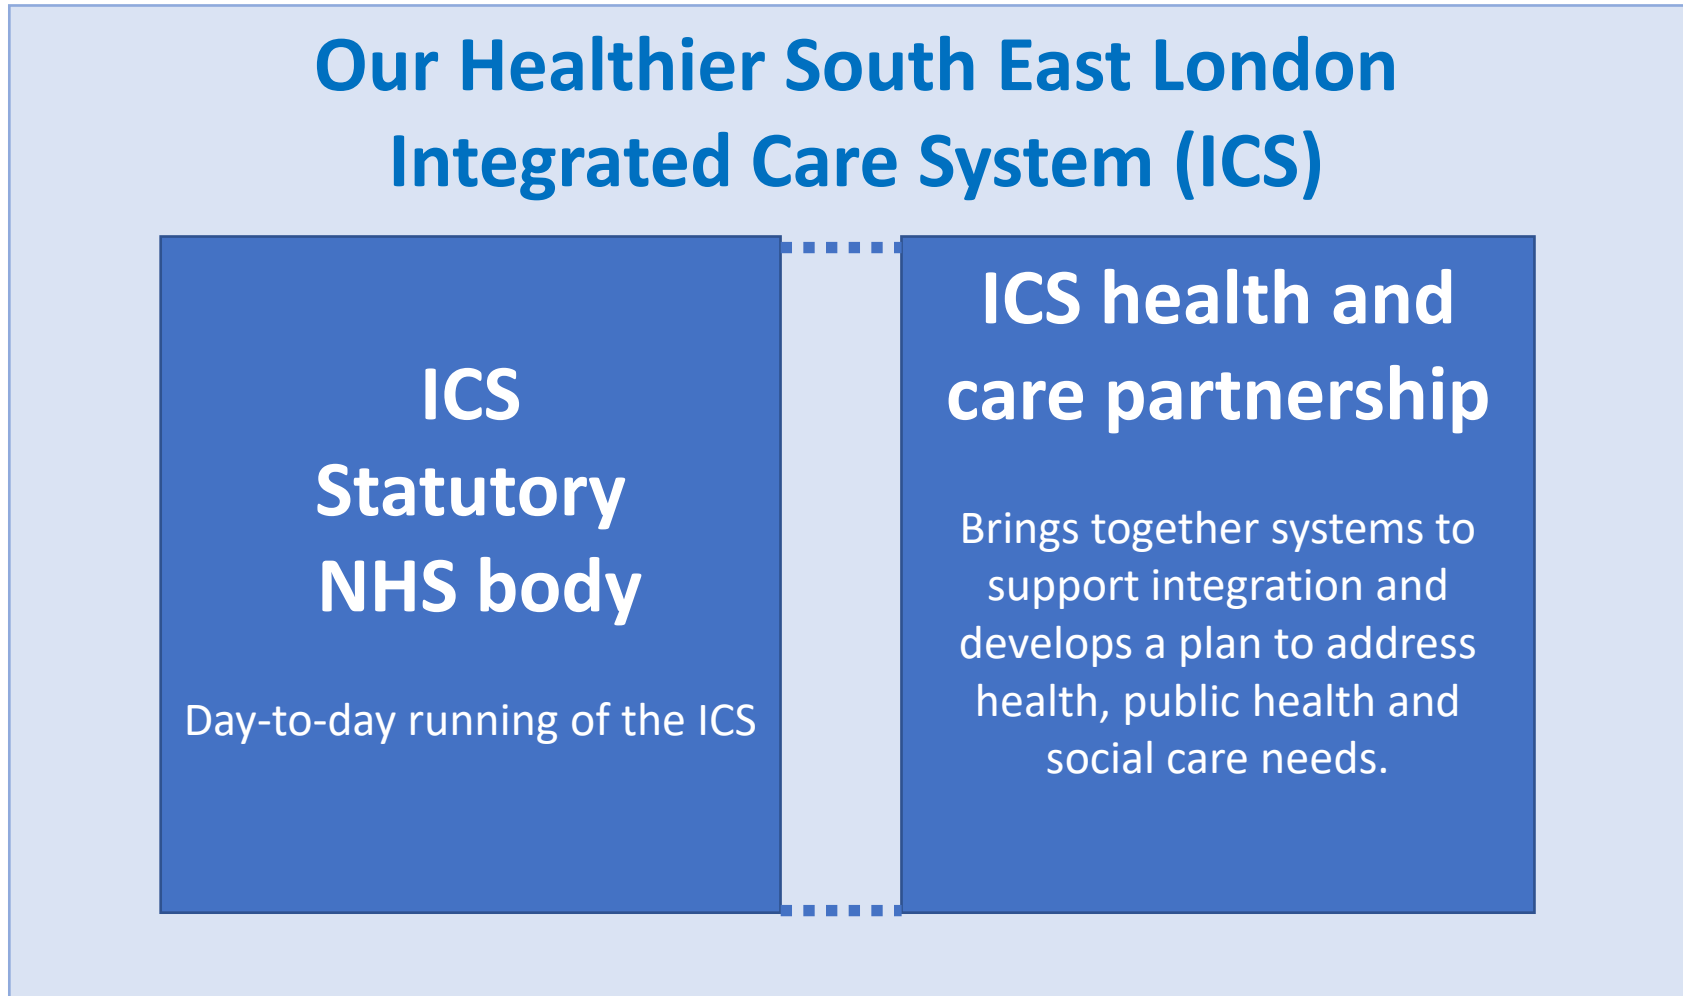 Our Healthier South East London
Integrated Care System (ICS)
ICS
Statutory
NHS body
Day-to-day running of the ICS
ICS health and
care partnership
Brings together systems to
support integration and
develops a plan to address
health, public health and
social care needs.